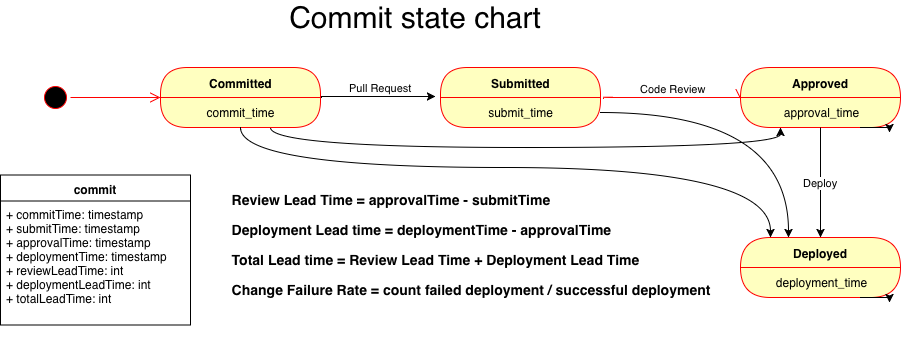 Commit state chart
Committed
commit_time
Pull Request
Submitted
submit_time
Code Review
Approved
approval_time
Deploy
Deployed
deployment_time
commit
+ commitTime: timestamp
+ submitTime: timestamp
+ approvalTime: timestamp
+ deploymentTime: timestamp
+ reviewLeadTime: int
+ deploymentLeadTime: int
+ totalLeadTime: int
Review Lead Time = approvalTime - submitTime
Deployment Lead time = deploymentTime - approvalTime
Total Lead time = Review Lead Time + Deployment Lead Time
Change Failure Rate = count failed deployment / successful deployment